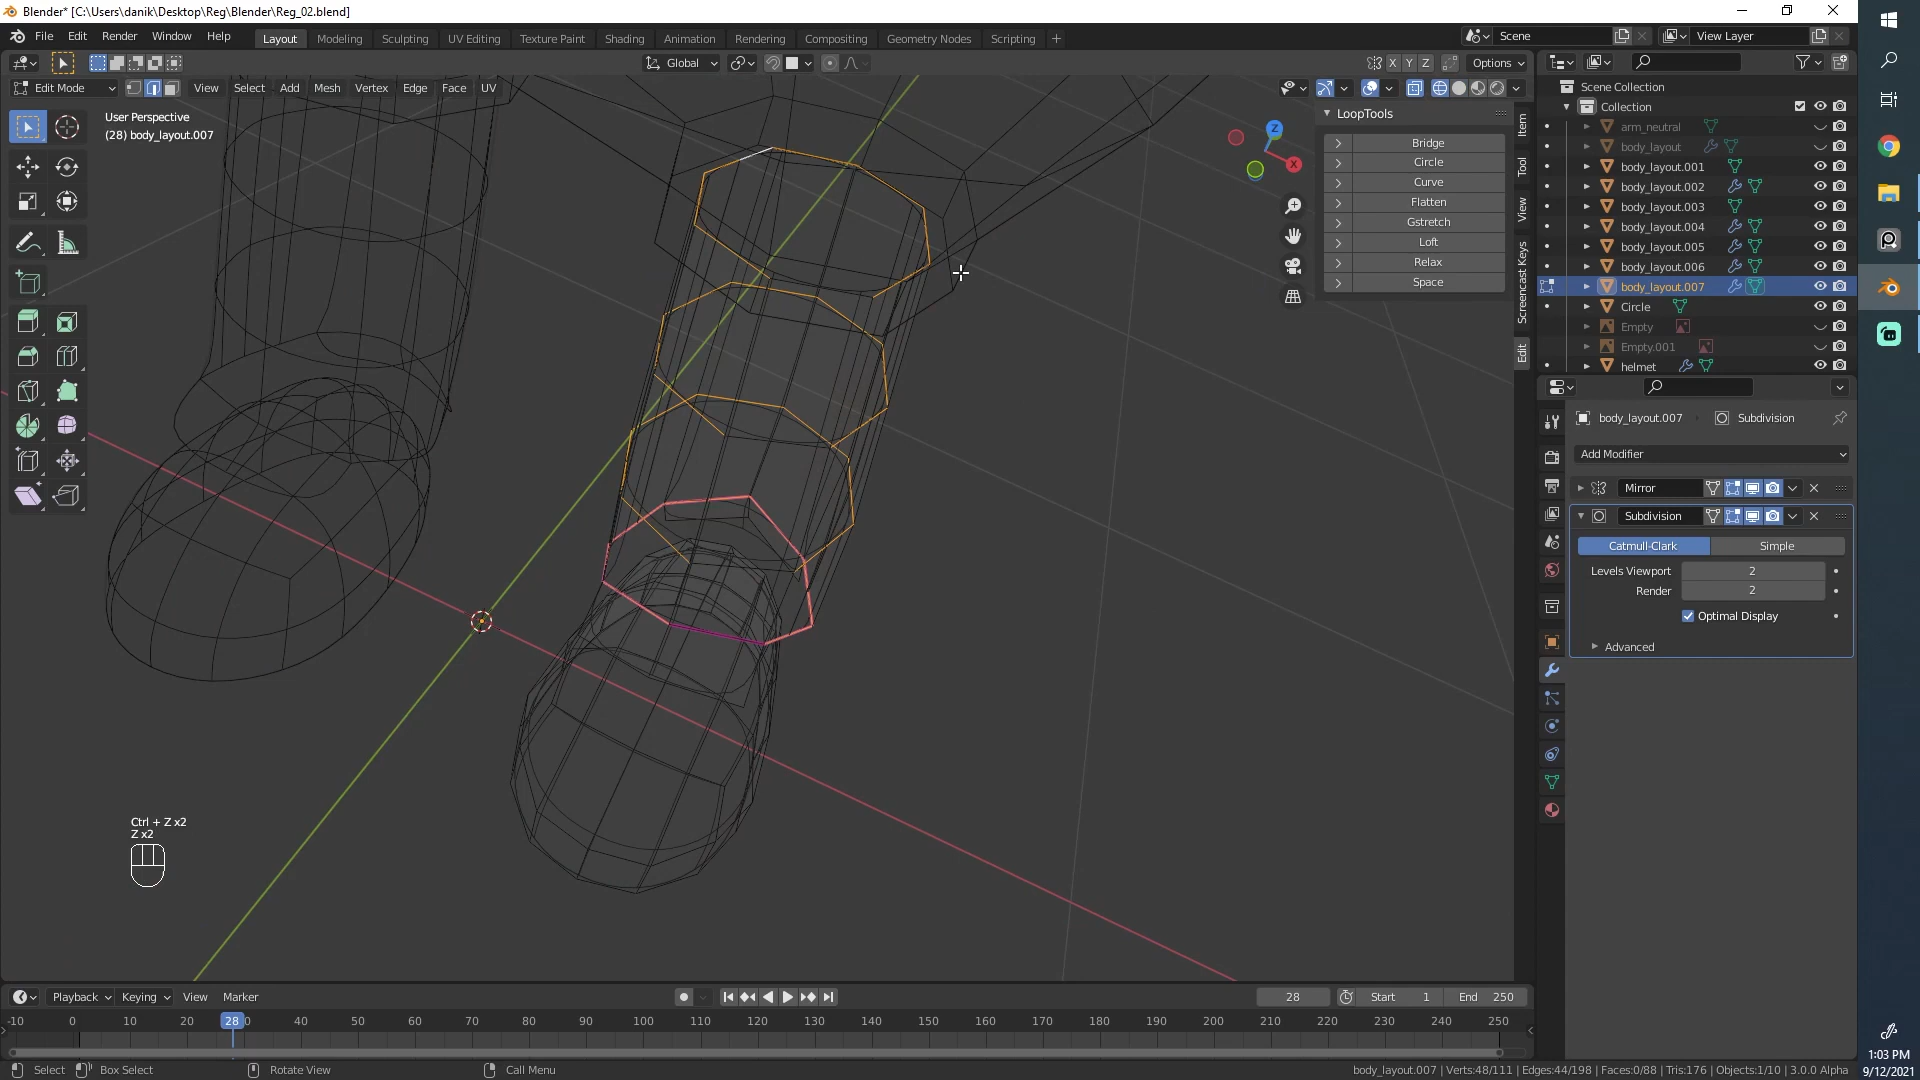 Blender* [C:\Users\danik\Desktop\Reg\Blender\Reg_02.blend]
File Edit Render Window Help
Layout Modeling Sculpting UV Editing Texture Paint Shading Animation Rendering Compositing Geometry Nodes Scripting +
Scene
View Layer
Global
X Y Z
Options
Edit Mode
View Select Add Mesh Vertex Edge Face UV
User Perspective
(28) body_layout.007
Z
X
LoopTools
Bridge
Circle
Curve
Flatten
Gstretch
Loft
Relax
Space
Item
Tool
View
Screencast Keys
Edit
Scene Collection
Collection
arm_neutral
body_layout
body_layout.001
body_layout.002
body_layout.003
body_layout.004
body_layout.005
body_layout.006
body_layout.007
Circle
Empty
Empty.001
helmet
body_layout.007
Subdivision
Add Modifier
Mirror
Subdivision
Catmull-Clark
Simple
Levels Viewport 2
Render 2
Optimal Display
Advanced
Ctrl + Z x2
Z x2
Playback Keying View Marker
28
Start 1
End 250
-10 0 10 20 28 0 40 50 60 70 80 90 100 110 120 130 140 150 160 170 180 190 200 210 220 230 240 250
Select Box Select Rotate View Call Menu
body_layout.007 | Verts:48/111 | Edges:44/198 | Faces:0/88 | Tris:176 | Objects:1/10 | 3.0.0 Alpha
1:03 PM
9/12/2021